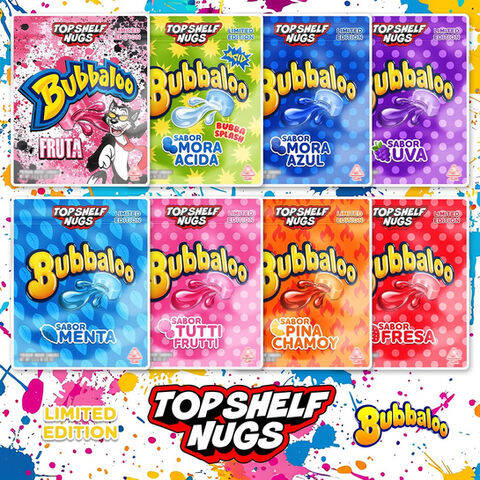 TOP SHELF NUGS
LIMITED EDITION
Bubbaloo
FRUTA
TOP SHELF NUGS
LIMITED EDITION
Bubbaloo
BUBBA SPLASH
SABOR
MORA ACIDA
TOP SHELF NUGS
LIMITED EDITION
Bubbaloo
SABOR
MORA AZUL
TOP SHELF NUGS
LIMITED EDITION
Bubbaloo
SABOR
UVA
TOP SHELF NUGS
LIMITED EDITION
Bubbaloo
SABOR
MENTA
TOP SHELF NUGS
LIMITED EDITION
Bubbaloo
SABOR
TUTTI FRUTTI
TOP SHELF NUGS
LIMITED EDITION
Bubbaloo
SABOR
PINA CHAMOY
TOP SHELF NUGS
LIMITED EDITION
Bubbaloo
SABOR
FRESA
LIMITED EDITION
TOP SHELF NUGS
Bubbaloo